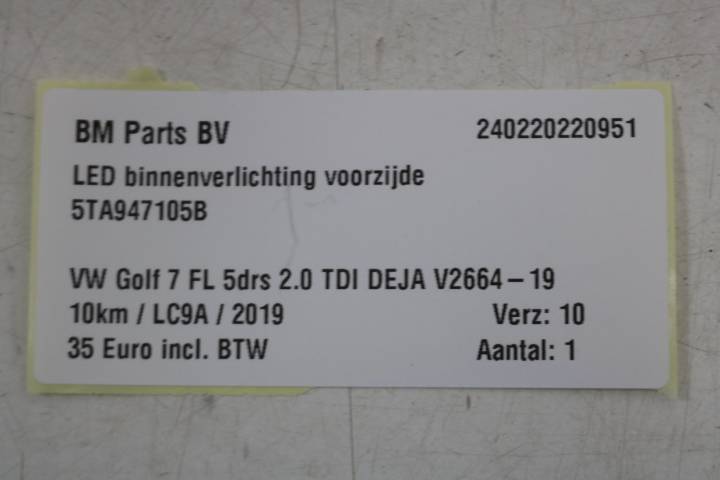 BM Parts BV 240220220951
LED binnenverlichting voorzijde
5TA947105B
VW Golf 7 FL 5drs 2.0 TDI DEJA V2664 – 19
10km / LC9A / 2019 Verz: 10
35 Euro incl. BTW Aantal: 1